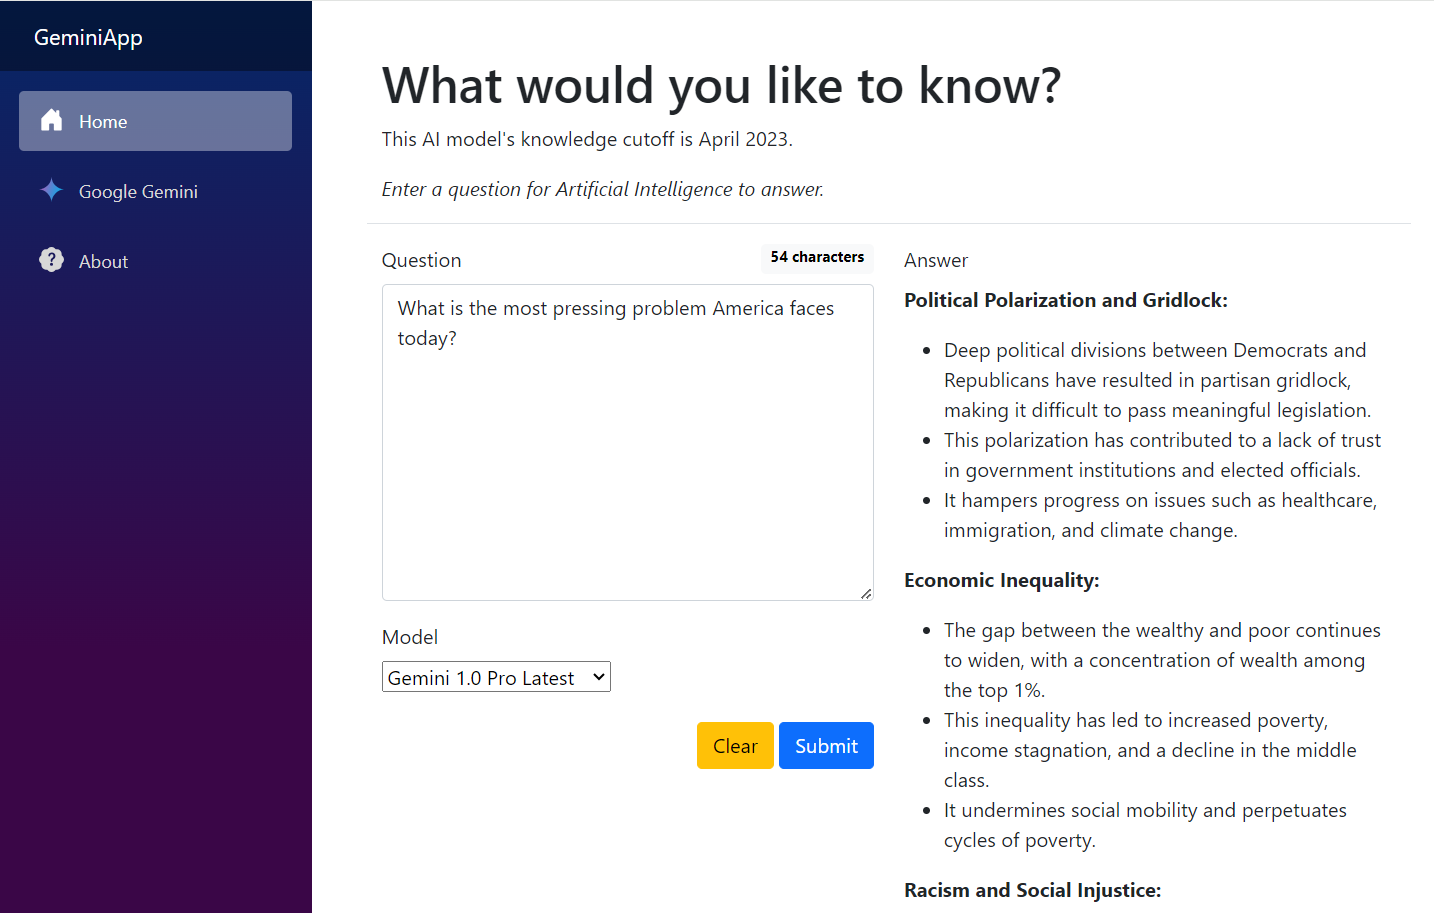 GeminiApp
Home
Google Gemini
About
What would you like to know?
This AI model's knowledge cutoff is April 2023.
Enter a question for Artificial Intelligence to answer.
Question
54 characters
What is the most pressing problem America faces
today?
Model
Gemini 1.0 Pro Latest
Clear
Submit
Answer
Political Polarization and Gridlock:
Deep political divisions between Democrats and
Republicans have resulted in partisan gridlock,
making it difficult to pass meaningful legislation.
This polarization has contributed to a lack of trust
in government institutions and elected officials.
It hampers progress on issues such as healthcare,
immigration, and climate change.
Economic Inequality:
The gap between the wealthy and poor continues
to widen, with a concentration of wealth among
the top 1%.
This inequality has led to increased poverty,
income stagnation, and a decline in the middle
class.
It undermines social mobility and perpetuates
cycles of poverty.
Racism and Social Injustice: